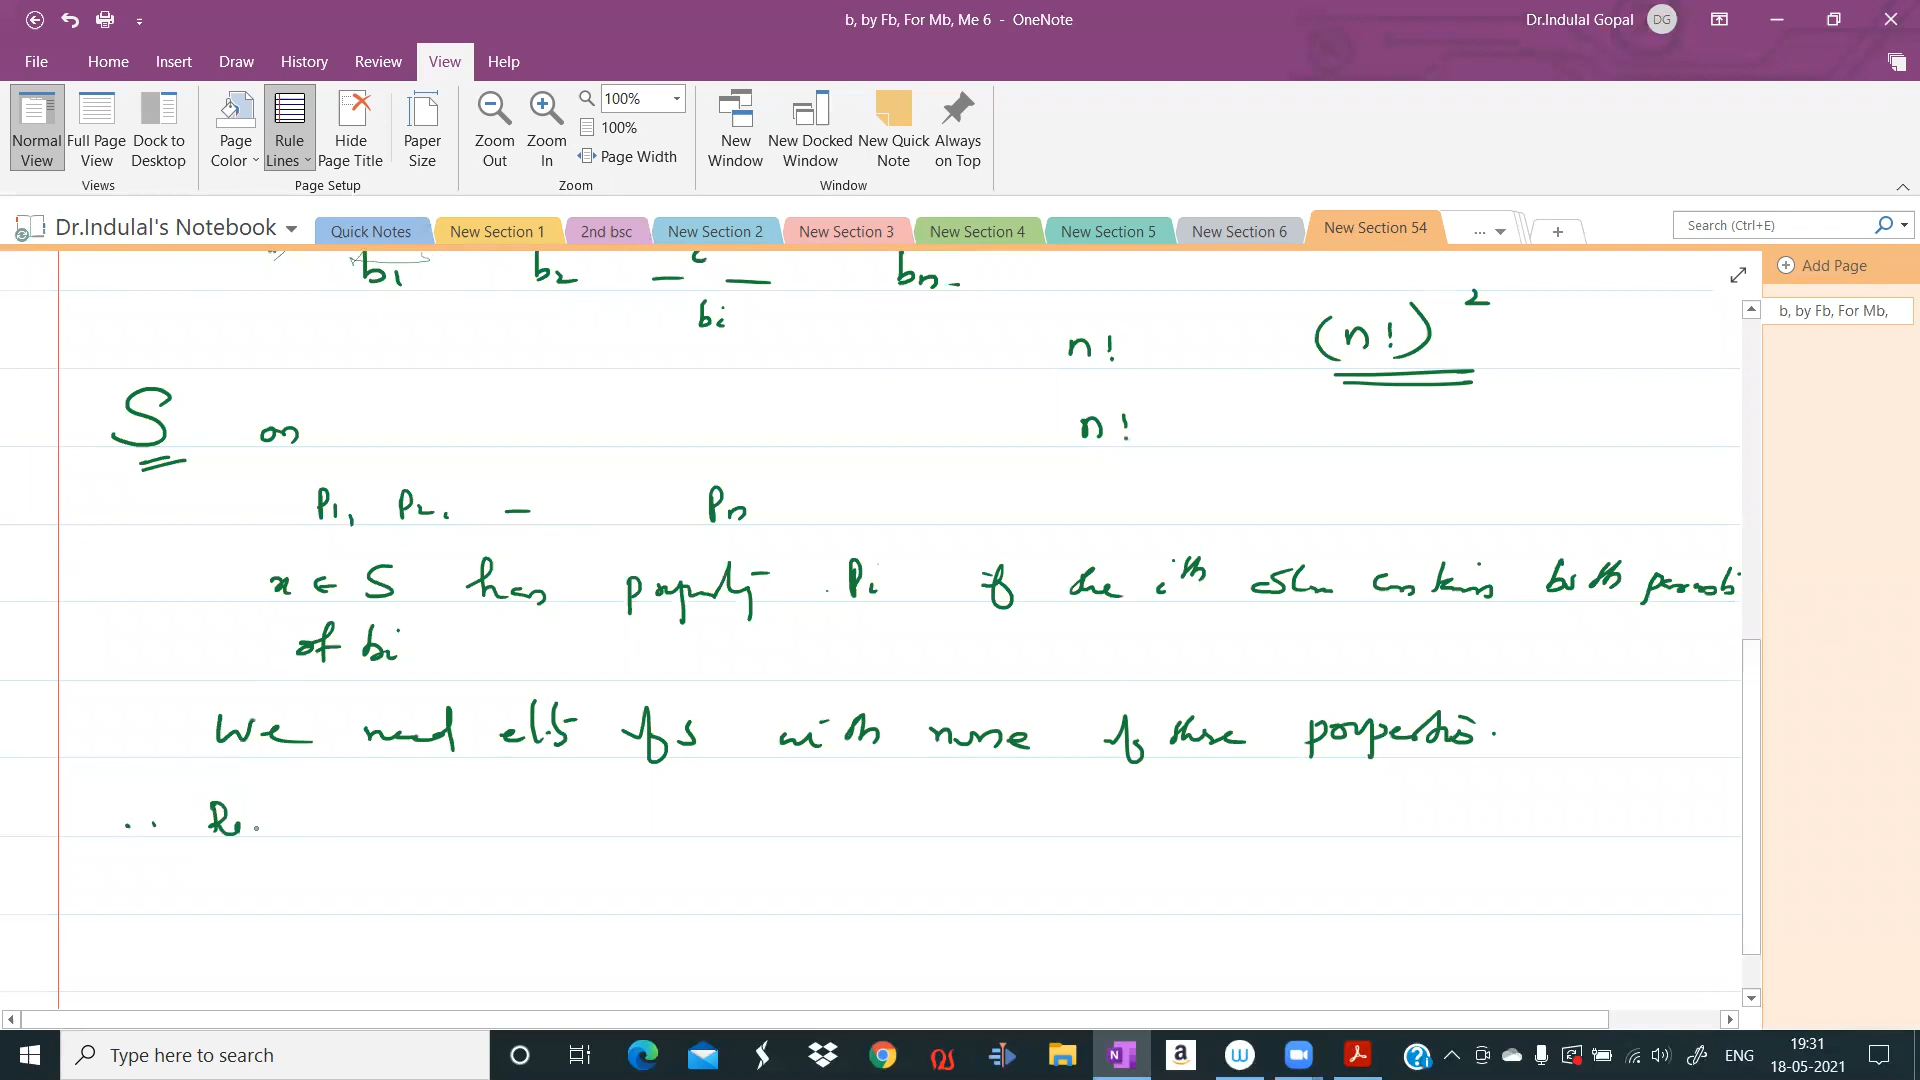 b, by Fb, For Mb, Me 6 - OneNote
Dr.Indulal Gopal DG
File Home Insert Draw History Review View Help
Normal View Full Page View Dock to Desktop Page Color Rule Lines Hide Page Title Paper Size Zoom Out Zoom In 100% 100% Page Width New Window New Docked Window New Quick Note Always on Top
Views Page Setup Zoom Window
Dr.Indulal's Notebook Quick Notes New Section 1 2nd bsc New Section 2 New Section 3 New Section 4 New Section 5 New Section 6 New Section 54 ... + Search (Ctrl+E)
Add Page
b, by Fb, For Mb,
b1 b2 — — bn.
bi
n! (n!)²
S n!
P1, P2, — Pn
x ∈ S has property Pi if the ith contains both
of bi
We need elts of S with none of these properties.
Type here to search
ENG
19:31
18-05-2021